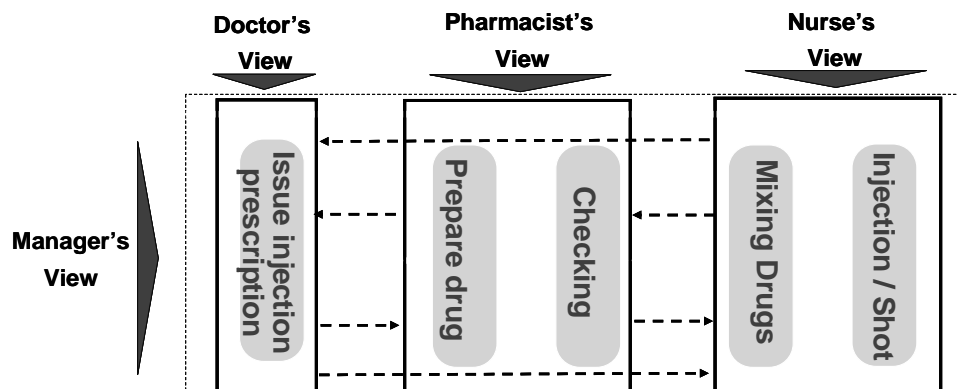 Doctor's
View
Pharmacist's
View
Nurse's
View
Manager's
View
Issue injection
prescription
Prepare drug
Checking
Mixing Drugs
Injection / Shot